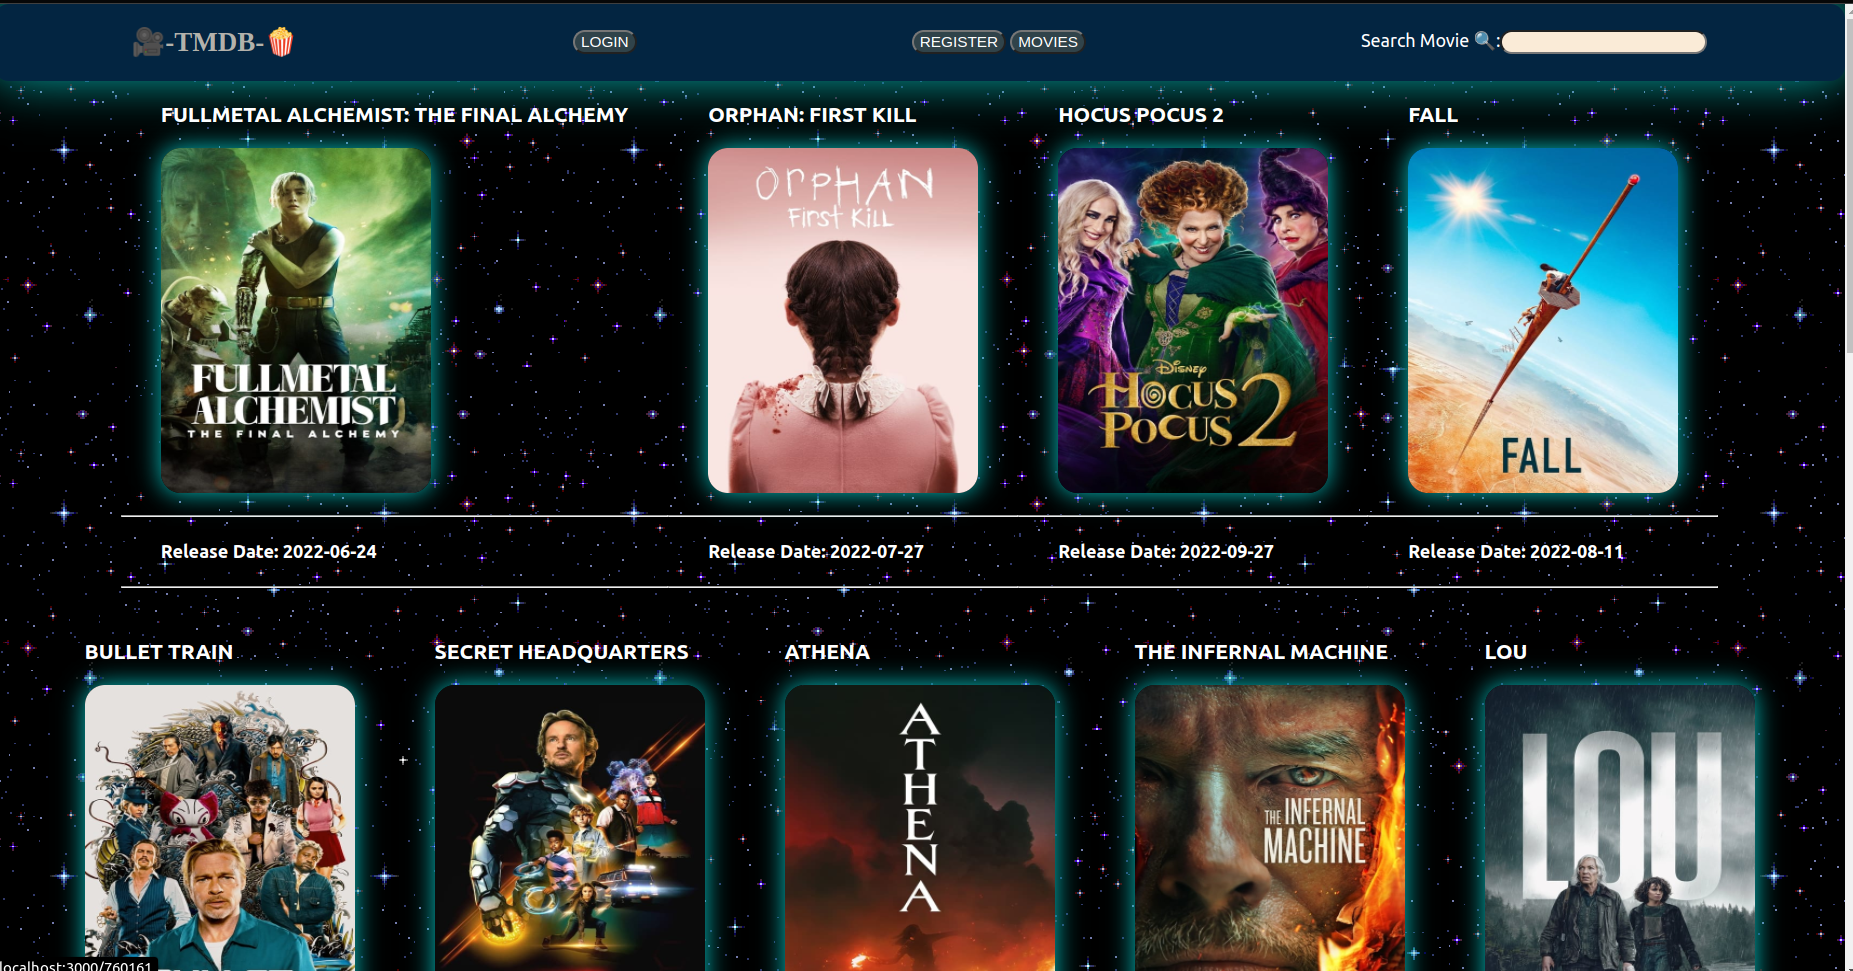 🎥-TMDB-🍿 LOGIN REGISTER MOVIES Search Movie 🔍:
FULLMETAL ALCHEMIST: THE FINAL ALCHEMY ORPHAN: FIRST KILL HOCUS POCUS 2 FALL
ORPHAN
First Kill
FULLMETAL
ALCHEMIST
THE FINAL ALCHEMY
Disney
HOCUS
POCUS 2
FALL
Release Date: 2022-06-24 Release Date: 2022-07-27 Release Date: 2022-09-27 Release Date: 2022-08-11
BULLET TRAIN SECRET HEADQUARTERS ATHENA THE INFERNAL MACHINE LOU
ATHENA
THE INFERNAL
MACHINE
LOU
localhost:3000/760161